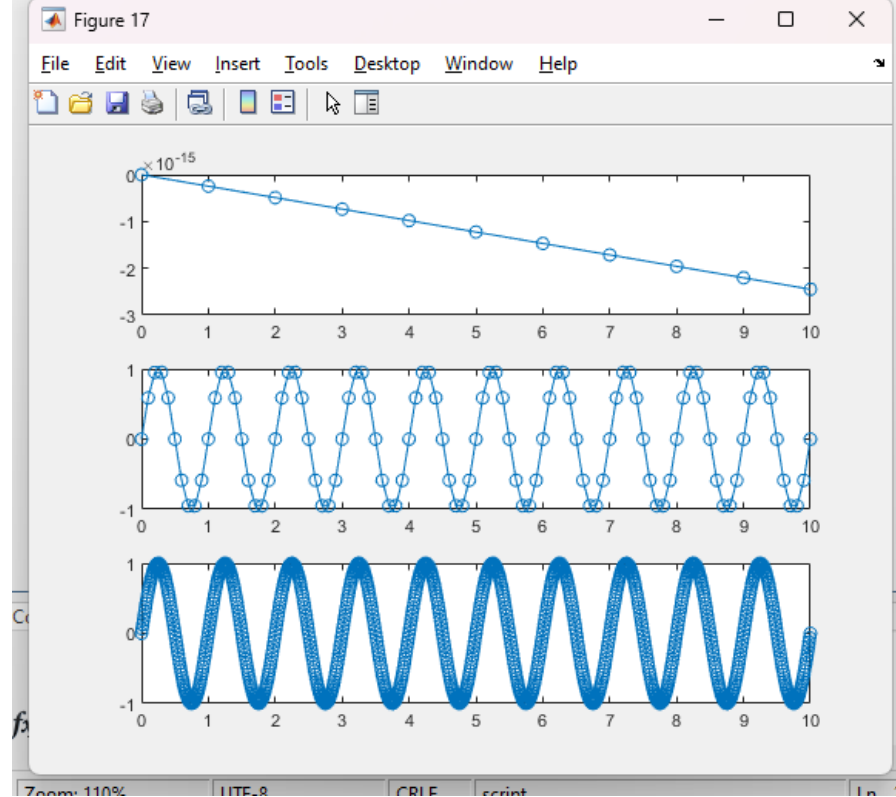 Figure 17
File Edit View Insert Tools Desktop Window Help
×10-15
0
-1
-2
-3
0 1 2 3 4 5 6 7 8 9 10
1
0
-1
0 1 2 3 4 5 6 7 8 9 10
1
0
-1
0 1 2 3 4 5 6 7 8 9 10
Zoom: 110% UTF-8 CRLF script Ln